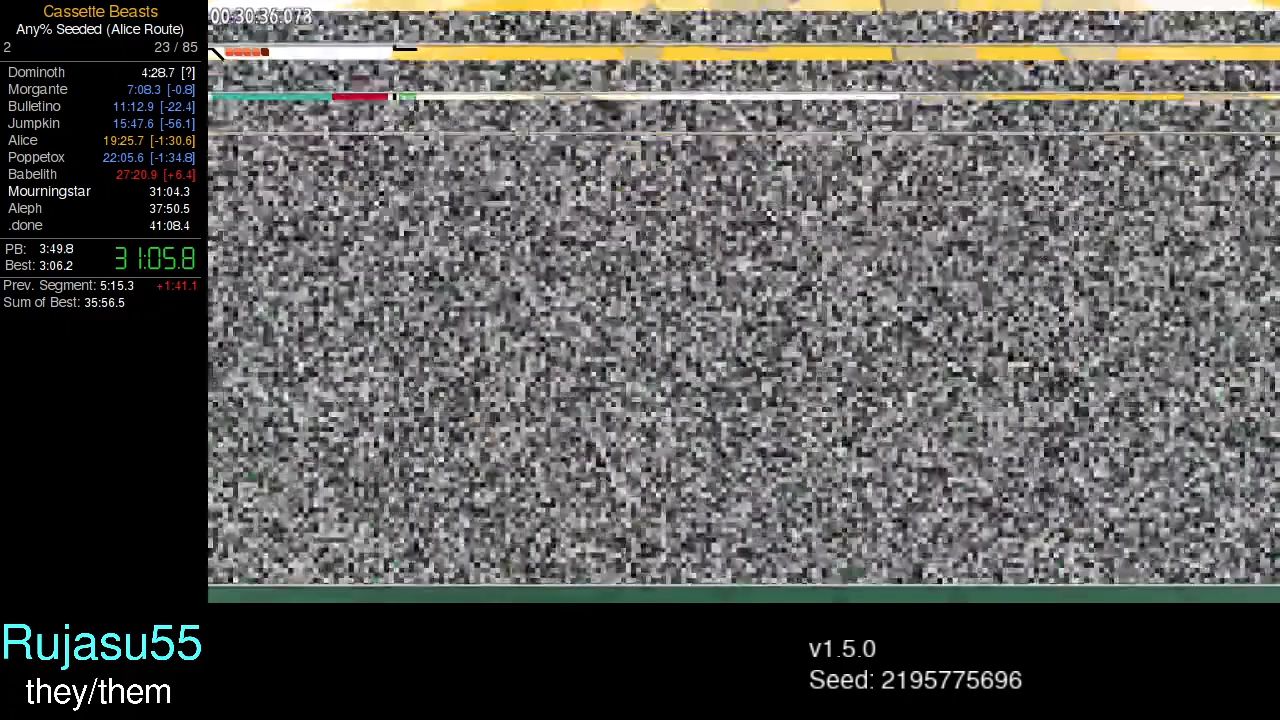 Cassette Beasts
Any% Seeded (Alice Route)
2 23 / 85
Dominoth 4:28.7 [?]
Morgante 7:08.3 [-0.8]
Bulletino 11:12.9 [-22.4]
Jumpkin 15:47.6 [-56.1]
Alice 19:25.7 [-1:30.6]
Poppetox 22:05.6 [-1:34.8]
Babelith 27:20.9 [+6.4]
Mourningstar 31:04.3
Aleph 37:50.5
.done 41:08.4
PB: 3:49.8
Best: 3:06.2
31:05.8
Prev. Segment: 5:15.3 +1:41.1
Sum of Best: 35:56.5
00:30:36.073
Rujasu55
they/them
v1.5.0
Seed: 2195775696